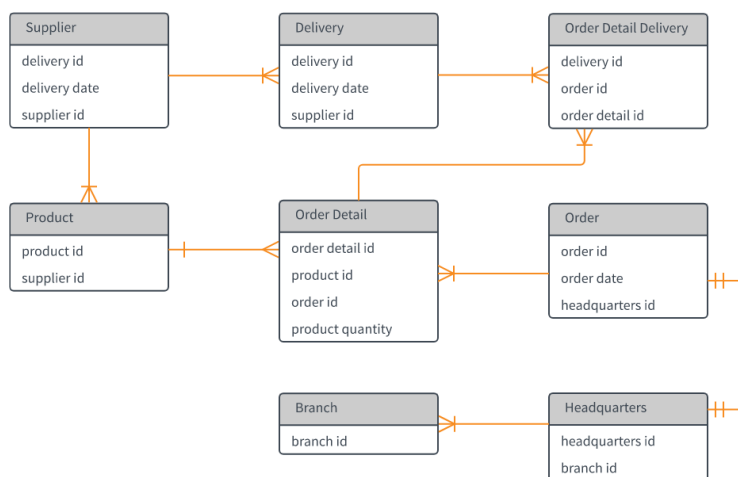 Supplier
delivery id
delivery date
supplier id
Delivery
delivery id
delivery date
supplier id
Order Detail Delivery
delivery id
order id
order detail id
Product
product id
supplier id
Order Detail
order detail id
product id
order id
product quantity
Order
order id
order date
headquarters id
Branch
branch id
Headquarters
headquarters id
branch id